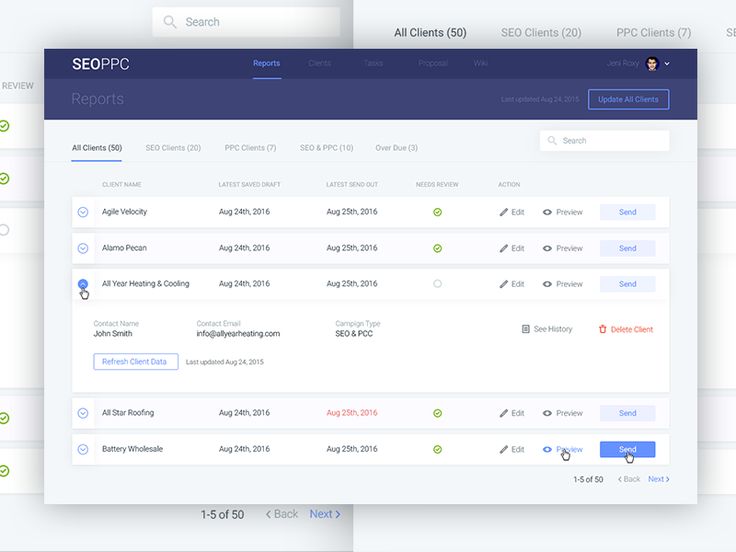 Search
All Clients (50) SEO Clients (20) PPC Clients (7) SE
REVIEW
SEOPPC Reports Clients Tasks Proposal Wiki Jeni Roxy
Reports Last updated Aug 24, 2015 Update All Clients
All Clients (50) SEO Clients (20) PPC Clients (7) SEO & PPC (10) Over Due (3) Search
CLIENT NAME LATEST SAVED DRAFT LATEST SEND OUT NEEDS REVIEW ACTION
Agile Velocity Aug 24th, 2016 Aug 25th, 2016 Edit Preview Send
Alamo Pecan Aug 24th, 2016 Aug 25th, 2016 Edit Preview Send
All Year Heating & Cooling Aug 24th, 2016 Aug 25th, 2016 Edit Preview Send
Contact Name Contact Email Campign Type
John Smith info@allyearheating.com SEO & PCC See History Delete Client
Refresh Client Data Last updated Aug 24, 2015
All Star Roofing Aug 24th, 2016 Aug 25th, 2016 Edit Preview Send
Battery Wholesale Aug 24th, 2016 Aug 25th, 2016 Edit Preview Send
1-5 of 50 Back Next
1-5 of 50 Back Next